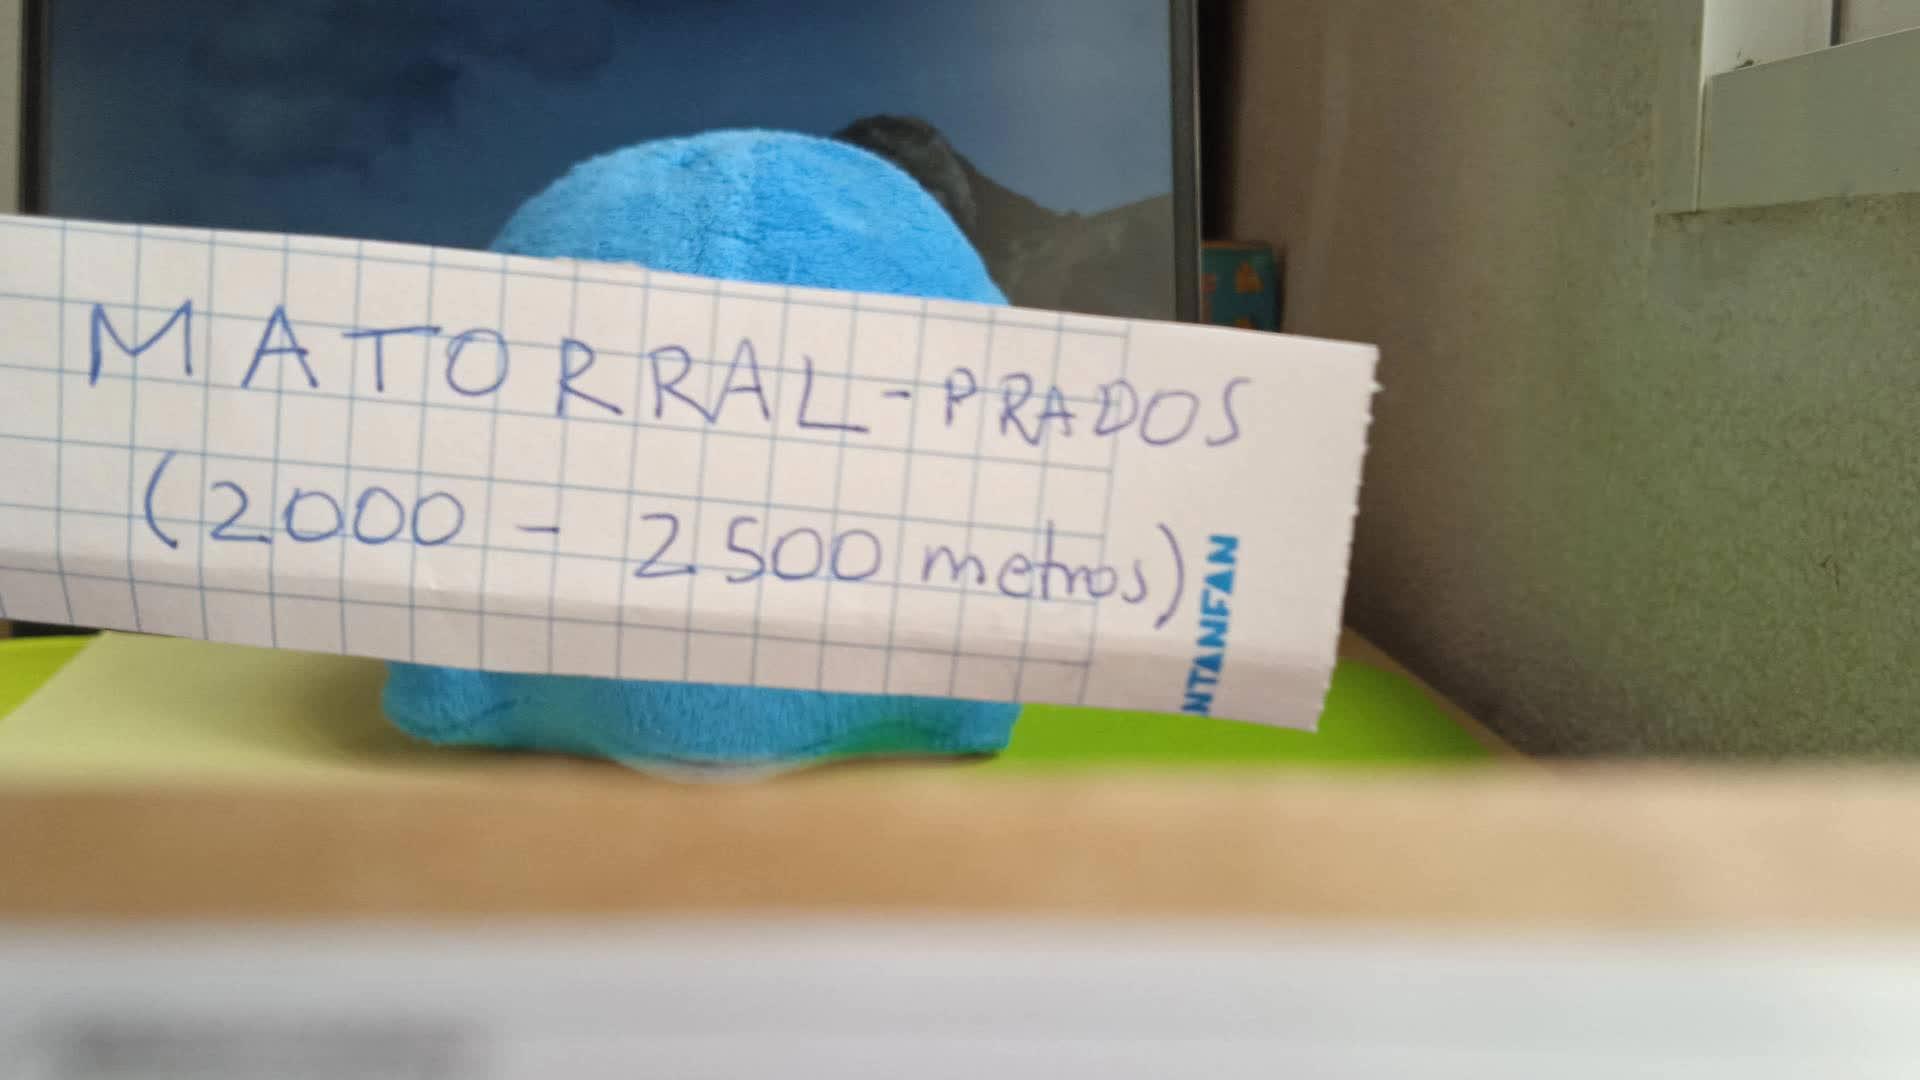 MATORRAL-PRADOS
(2000 - 2500 metros)
NTANFAN